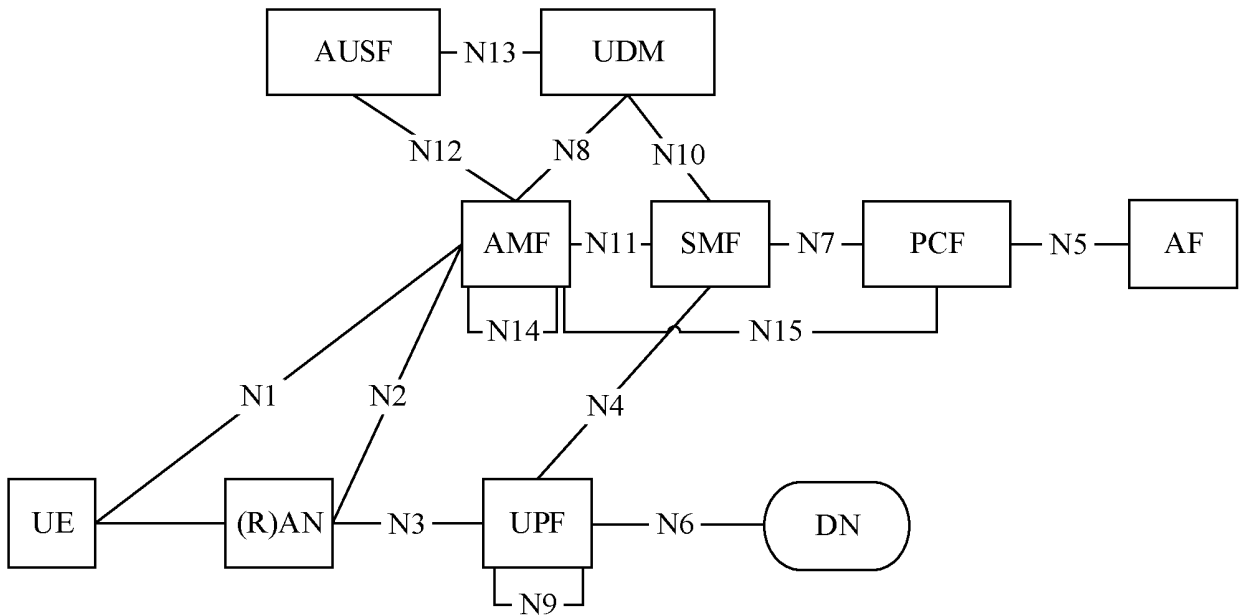 AUSF N13 UDM
N12 N8 N10
AMF N11 SMF N7 PCF N5 AF
N14 N15
N1 N2 N4
UE (R)AN N3 UPF N6 DN
N9